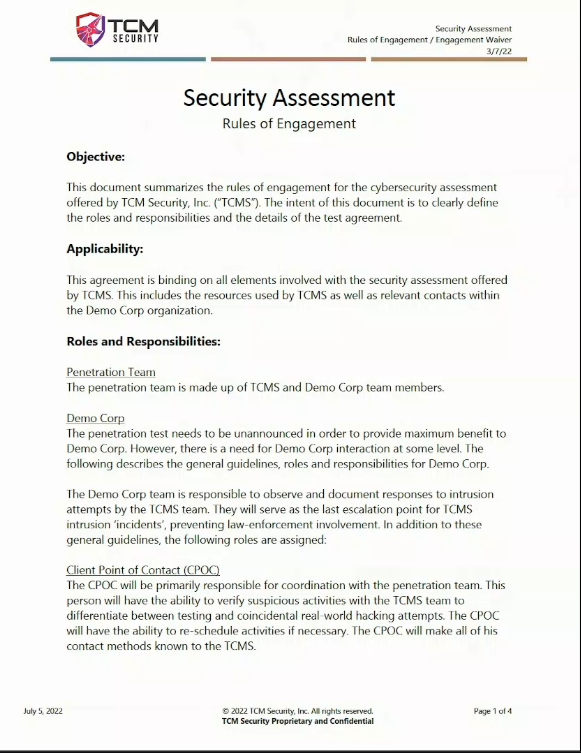 TCM
SECURITY
Security Assessment
Rules of Engagement / Engagement Waiver
3/7/22
Security Assessment
Rules of Engagement
Objective:
This document summarizes the rules of engagement for the cybersecurity assessment
offered by TCM Security, Inc. (“TCMS”). The intent of this document is to clearly define
the roles and responsibilities and the details of the test agreement.
Applicability:
This agreement is binding on all elements involved with the security assessment offered
by TCMS. This includes the resources used by TCMS as well as relevant contacts within
the Demo Corp organization.
Roles and Responsibilities:
Penetration Team
The penetration team is made up of TCMS and Demo Corp team members.
Demo Corp
The penetration test needs to be unannounced in order to provide maximum benefit to
Demo Corp. However, there is a need for Demo Corp interaction at some level. The
following describes the general guidelines, roles and responsibilities for Demo Corp.
The Demo Corp team is responsible to observe and document responses to intrusion
attempts by the TCMS team. They will serve as the last escalation point for TCMS
intrusion ‘incidents’, preventing law-enforcement involvement. In addition to these
general guidelines, the following roles are assigned:
Client Point of Contact (CPOC)
The CPOC will be primarily responsible for coordination with the penetration team. This
person will have the ability to verify suspicious activities with the TCMS team to
differentiate between testing and coincidental real-world hacking attempts. The CPOC
will have the ability to re-schedule activities if necessary. The CPOC will make all of his
contact methods known to the TCMS.
July 5, 2022
© 2022 TCM Security, Inc. All rights reserved.
TCM Security Proprietary and Confidential
Page 1 of 4